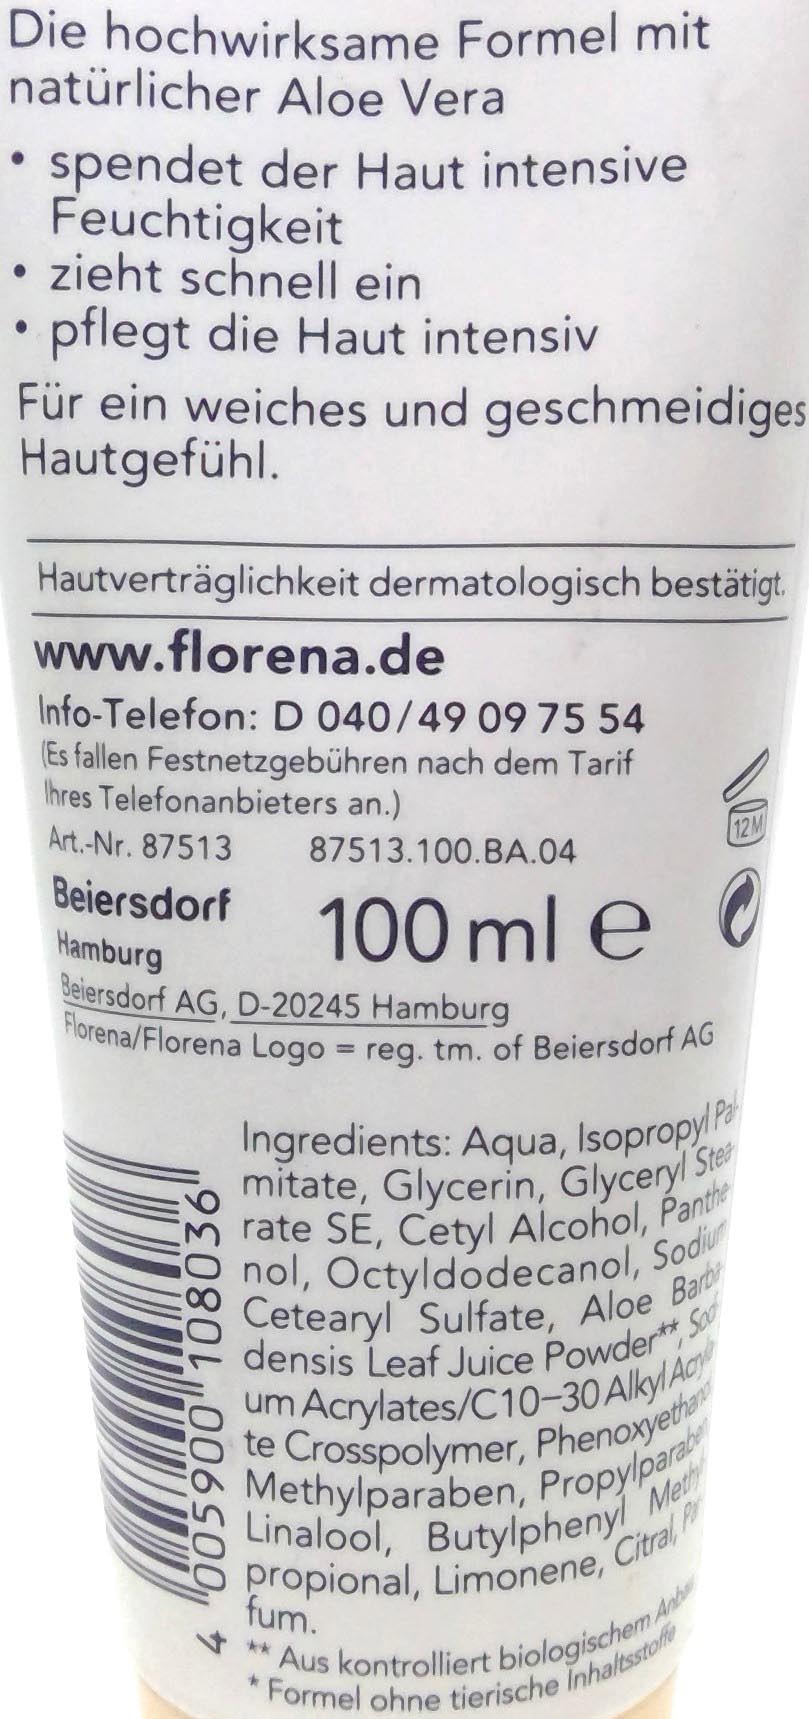 Die hochwirksame Formel mit
natürlicher Aloe Vera
• spendet der Haut intensive
Feuchtigkeit
• zieht schnell ein
• pflegt die Haut intensiv
Für ein weiches und geschmeidiges
Hautgefühl.
Hautverträglichkeit dermatologisch bestätigt.
www.florena.de
Info-Telefon: D 040/49 09 75 54
(Es fallen Festnetzgebühren nach dem Tarif
Ihres Telefonanbieters an.)
Art.-Nr. 87513 87513.100.BA.04
12M
Beiersdorf
Hamburg
100 ml e
Beiersdorf AG, D-20245 Hamburg
Florena/Florena Logo = reg. tm. of Beiersdorf AG
Ingredients: Aqua, Isopropyl Pal-
mitate, Glycerin, Glyceryl Stea-
rate SE, Cetyl Alcohol, Panthe-
nol, Octyldodecanol, Sodium
Cetearyl Sulfate, Aloe Barba-
densis Leaf Juice Powder**, Sodi-
um Acrylates/C10-30 Alkyl Acryla-
te Crosspolymer, Phenoxyethanol
Methylparaben, Propylparaben
Linalool, Butylphenyl Methyl-
propional, Limonene, Citral, Par-
fum.
** Aus kontrolliert biologischem Anbau
* Formel ohne tierische Inhaltsstoffe
4 005900 108036